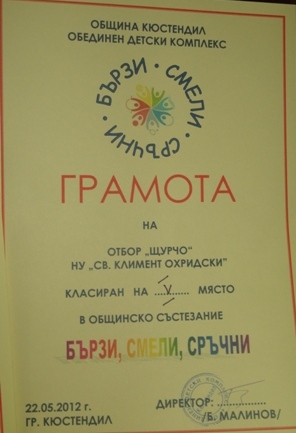 ОБЩИНА КЮСТЕНДИЛ
ОБЕДИНЕН ДЕТСКИ КОМПЛЕКС
БЪРЗИ · СМЕЛИ · СРЪЧНИ ·
ГРАМОТА
НА
ОТБОР „ЩУРЧО“
НУ „СВ. КЛИМЕНТ ОХРИДСКИ“
КЛАСИРАН НА ...V...... МЯСТО
В ОБЩИНСКО СЪСТЕЗАНИЕ
БЪРЗИ, СМЕЛИ, СРЪЧНИ
22.05.2012 г.
ГР. КЮСТЕНДИЛ
ДИРЕКТОР: ................
/Б. МАЛИНОВ/